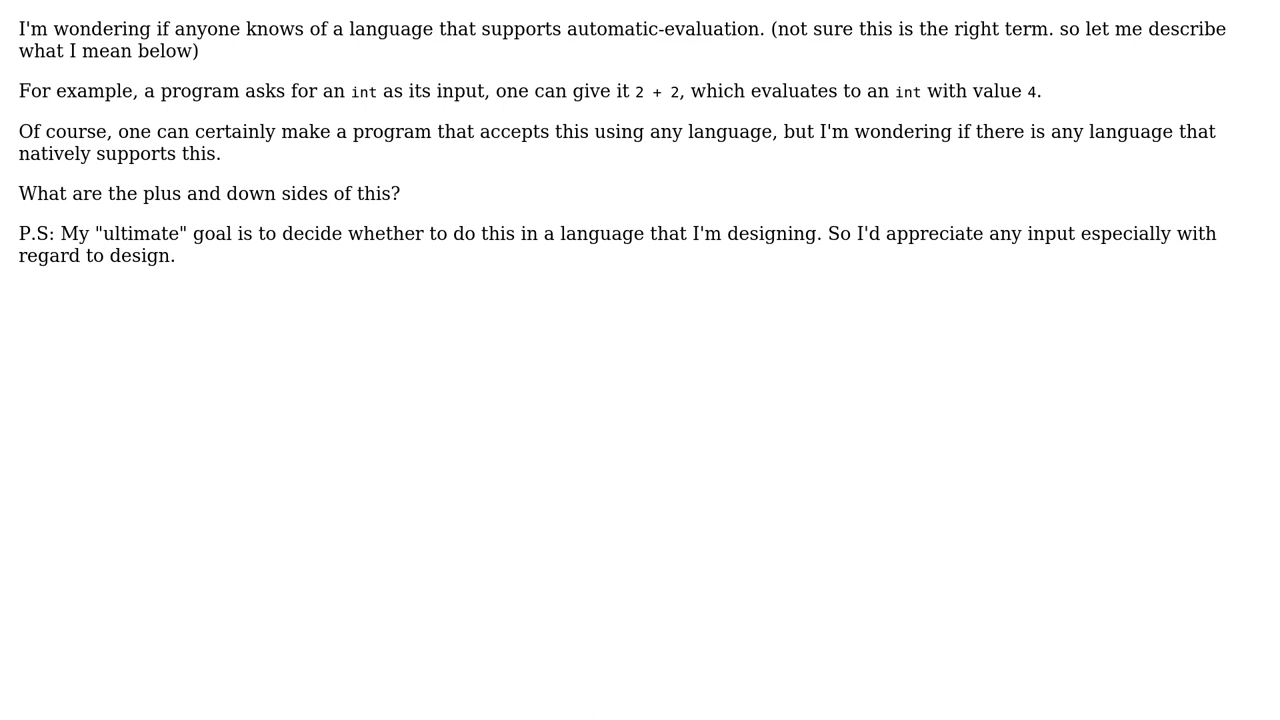 I'm wondering if anyone knows of a language that supports automatic-evaluation. (not sure this is the right term. so let me describe
what I mean below)
For example, a program asks for an int as its input, one can give it 2 + 2, which evaluates to an int with value 4.
Of course, one can certainly make a program that accepts this using any language, but I'm wondering if there is any language that
natively supports this.
What are the plus and down sides of this?
P.S: My "ultimate" goal is to decide whether to do this in a language that I'm designing. So I'd appreciate any input especially with
regard to design.